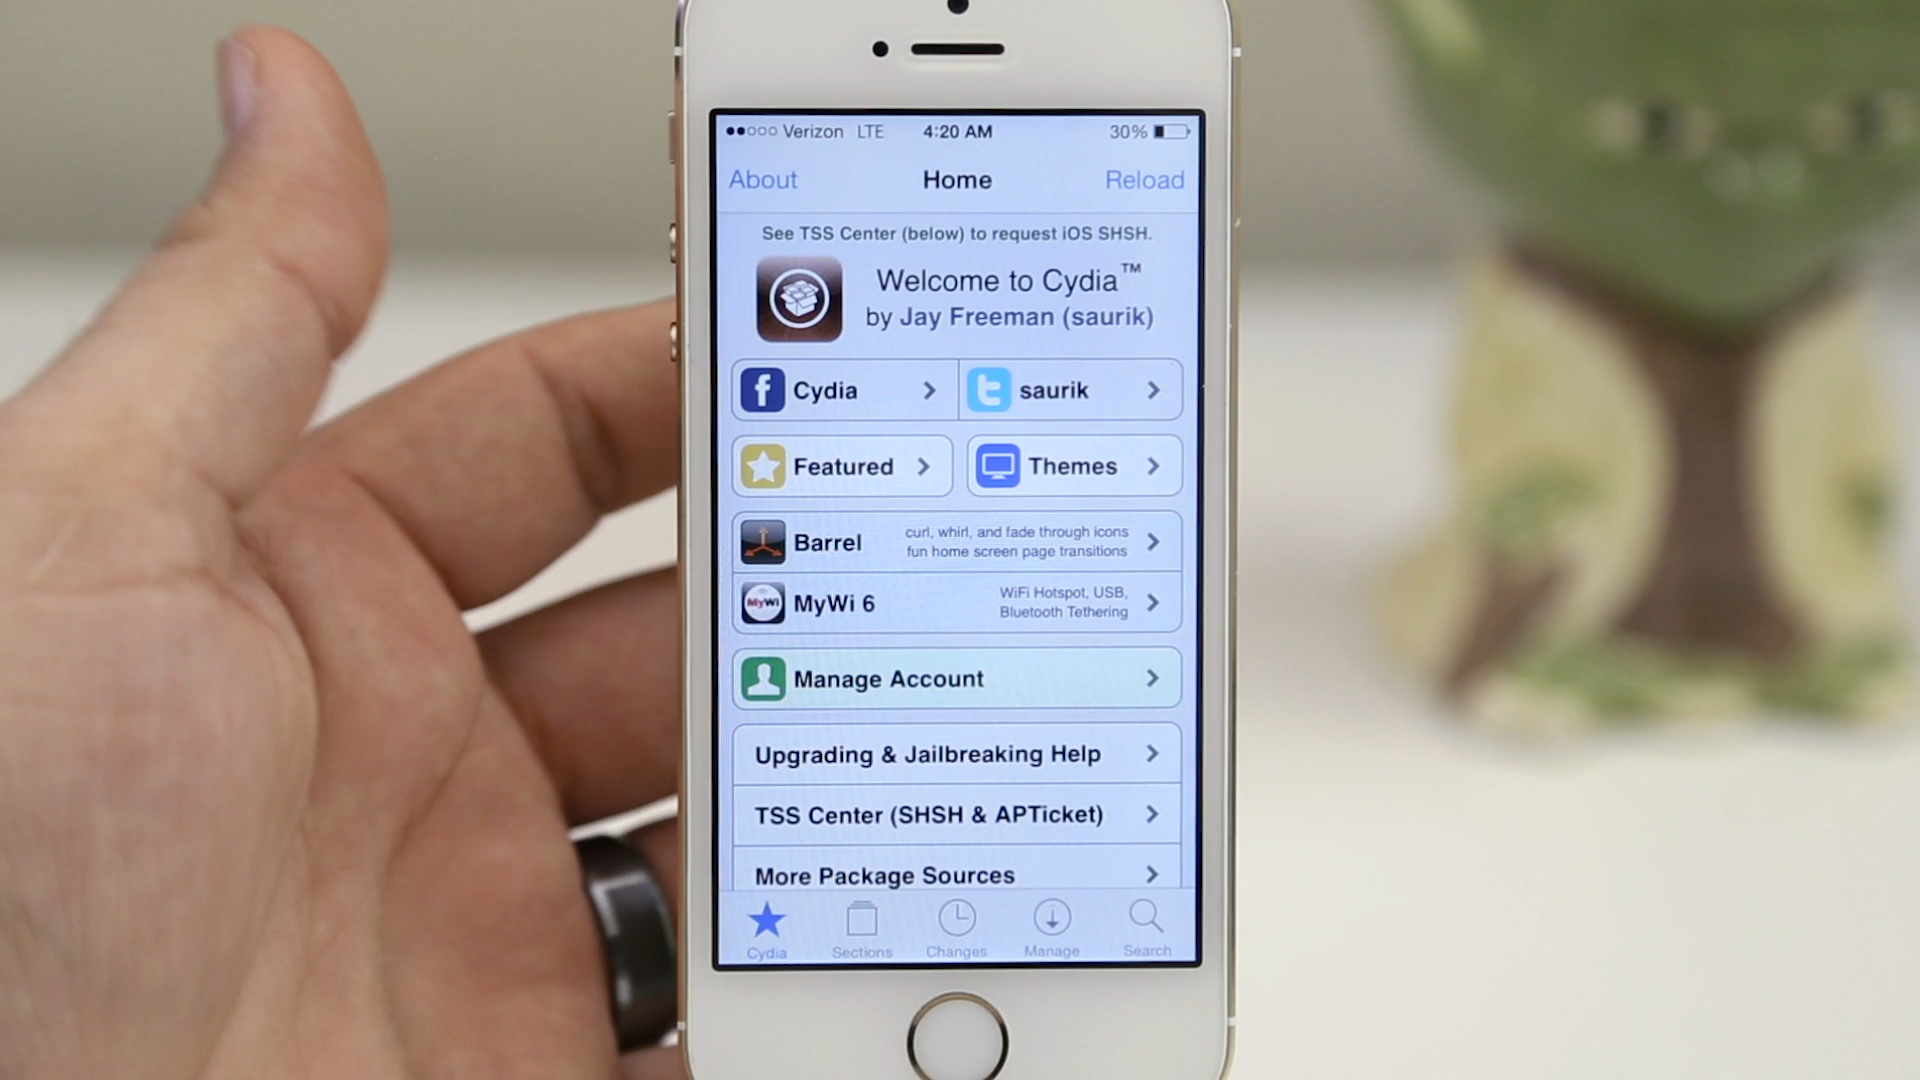 Verizon LTE 4:20 AM 30%
About Home Reload
See TSS Center (below) to request iOS SHSH.
Welcome to Cydia™
by Jay Freeman (saurik)
f Cydia t saurik
Featured Themes
Barrel
curl, whirl, and fade through icons
fun home screen page transitions
MyWi MyWi 6
WiFi Hotspot, USB,
Bluetooth Tethering
Manage Account
Upgrading & Jailbreaking Help
TSS Center (SHSH & APTicket)
More Package Sources
Cydia Sections Changes Manage Search